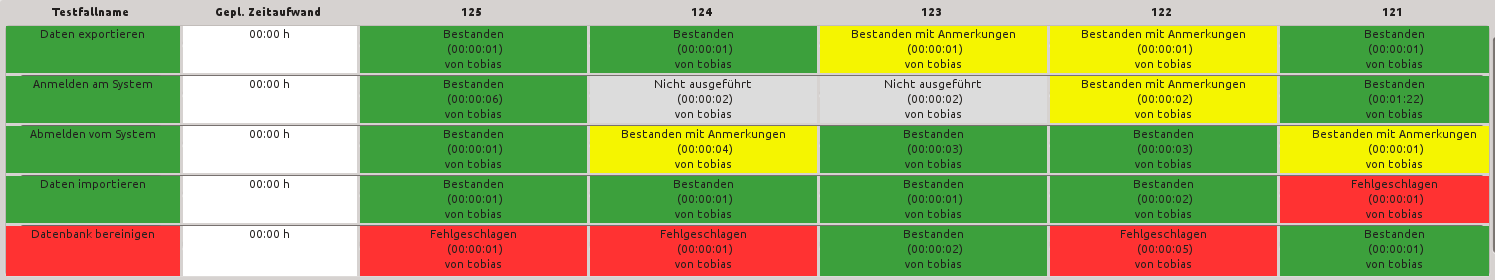 Testfallname Gepl. Zeitaufwand 125 124 123 122 121
Daten exportieren 00:00 h Bestanden Bestanden Bestanden mit Anmerkungen Bestanden mit Anmerkungen Bestanden
(00:00:01) (00:00:01) (00:00:01) (00:00:01) (00:00:01)
von tobias von tobias von tobias von tobias von tobias
Anmelden am System 00:00 h Bestanden Nicht ausgeführt Nicht ausgeführt Bestanden mit Anmerkungen Bestanden
(00:00:06) (00:00:02) (00:00:02) (00:00:02) (00:01:22)
von tobias von tobias von tobias von tobias von tobias
Abmelden vom System 00:00 h Bestanden Bestanden mit Anmerkungen Bestanden Bestanden Bestanden mit Anmerkungen
(00:00:01) (00:00:04) (00:00:03) (00:00:03) (00:00:01)
von tobias von tobias von tobias von tobias von tobias
Daten importieren 00:00 h Bestanden Bestanden Bestanden Bestanden Fehlgeschlagen
(00:00:01) (00:00:01) (00:00:01) (00:00:02) (00:00:01)
von tobias von tobias von tobias von tobias von tobias
Datenbank bereinigen 00:00 h Fehlgeschlagen Fehlgeschlagen Bestanden Fehlgeschlagen Bestanden
(00:00:01) (00:00:01) (00:00:02) (00:00:05) (00:00:01)
von tobias von tobias von tobias von tobias von tobias